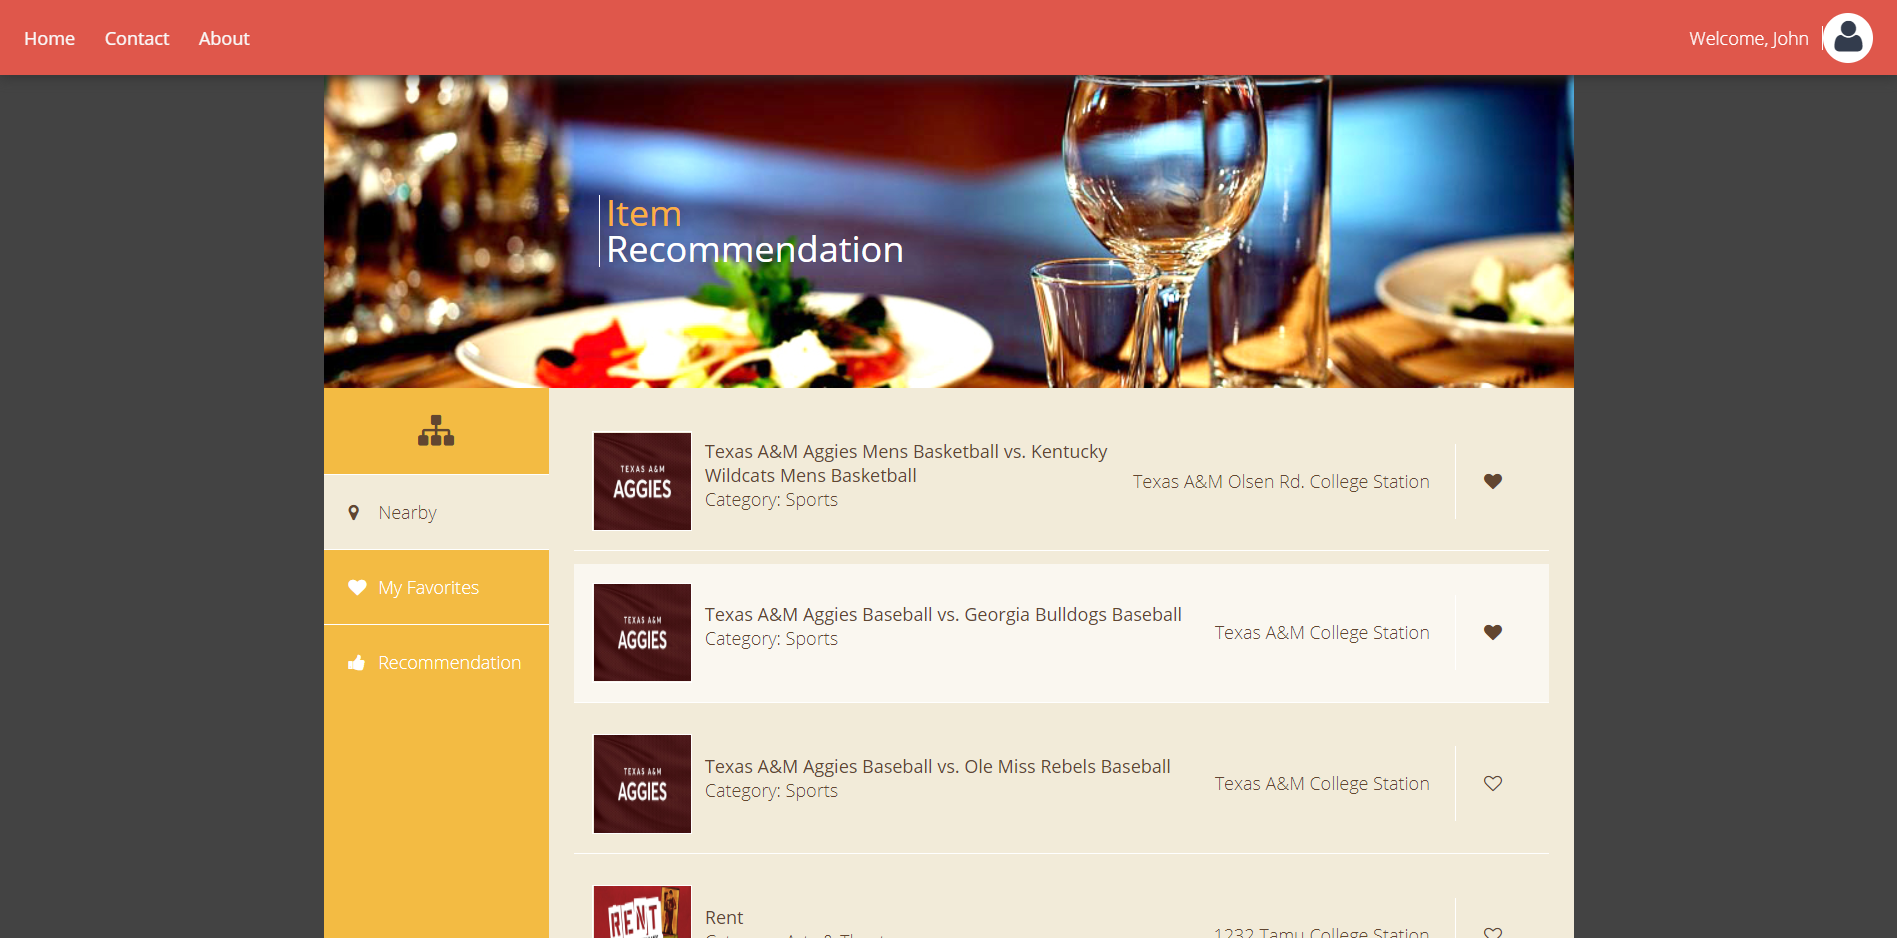 Home Contact About
Welcome, John
Item
Recommendation
Nearby
My Favorites
Recommendation
TEXAS A&M
AGGIES
Texas A&M Aggies Mens Basketball vs. Kentucky
Wildcats Mens Basketball
Category: Sports
Texas A&M Olsen Rd. College Station
TEXAS A&M
AGGIES
Texas A&M Aggies Baseball vs. Georgia Bulldogs Baseball
Category: Sports
Texas A&M College Station
TEXAS A&M
AGGIES
Texas A&M Aggies Baseball vs. Ole Miss Rebels Baseball
Category: Sports
Texas A&M College Station
RENT
Rent
Category: Arts & Theatre
1232 Tamu College Station